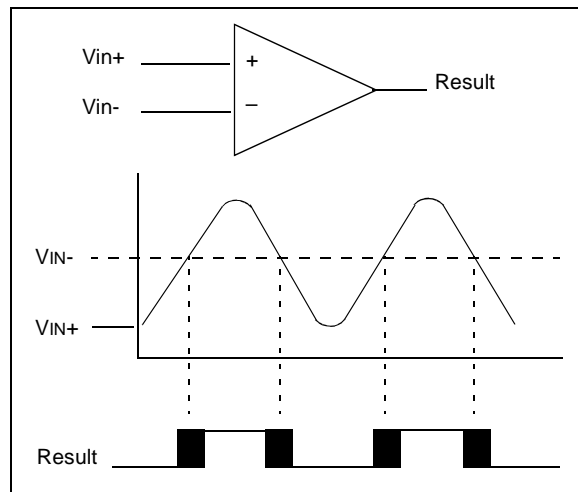 Vin+
+
Result
Vin-
–
VIN-
VIN+
Result